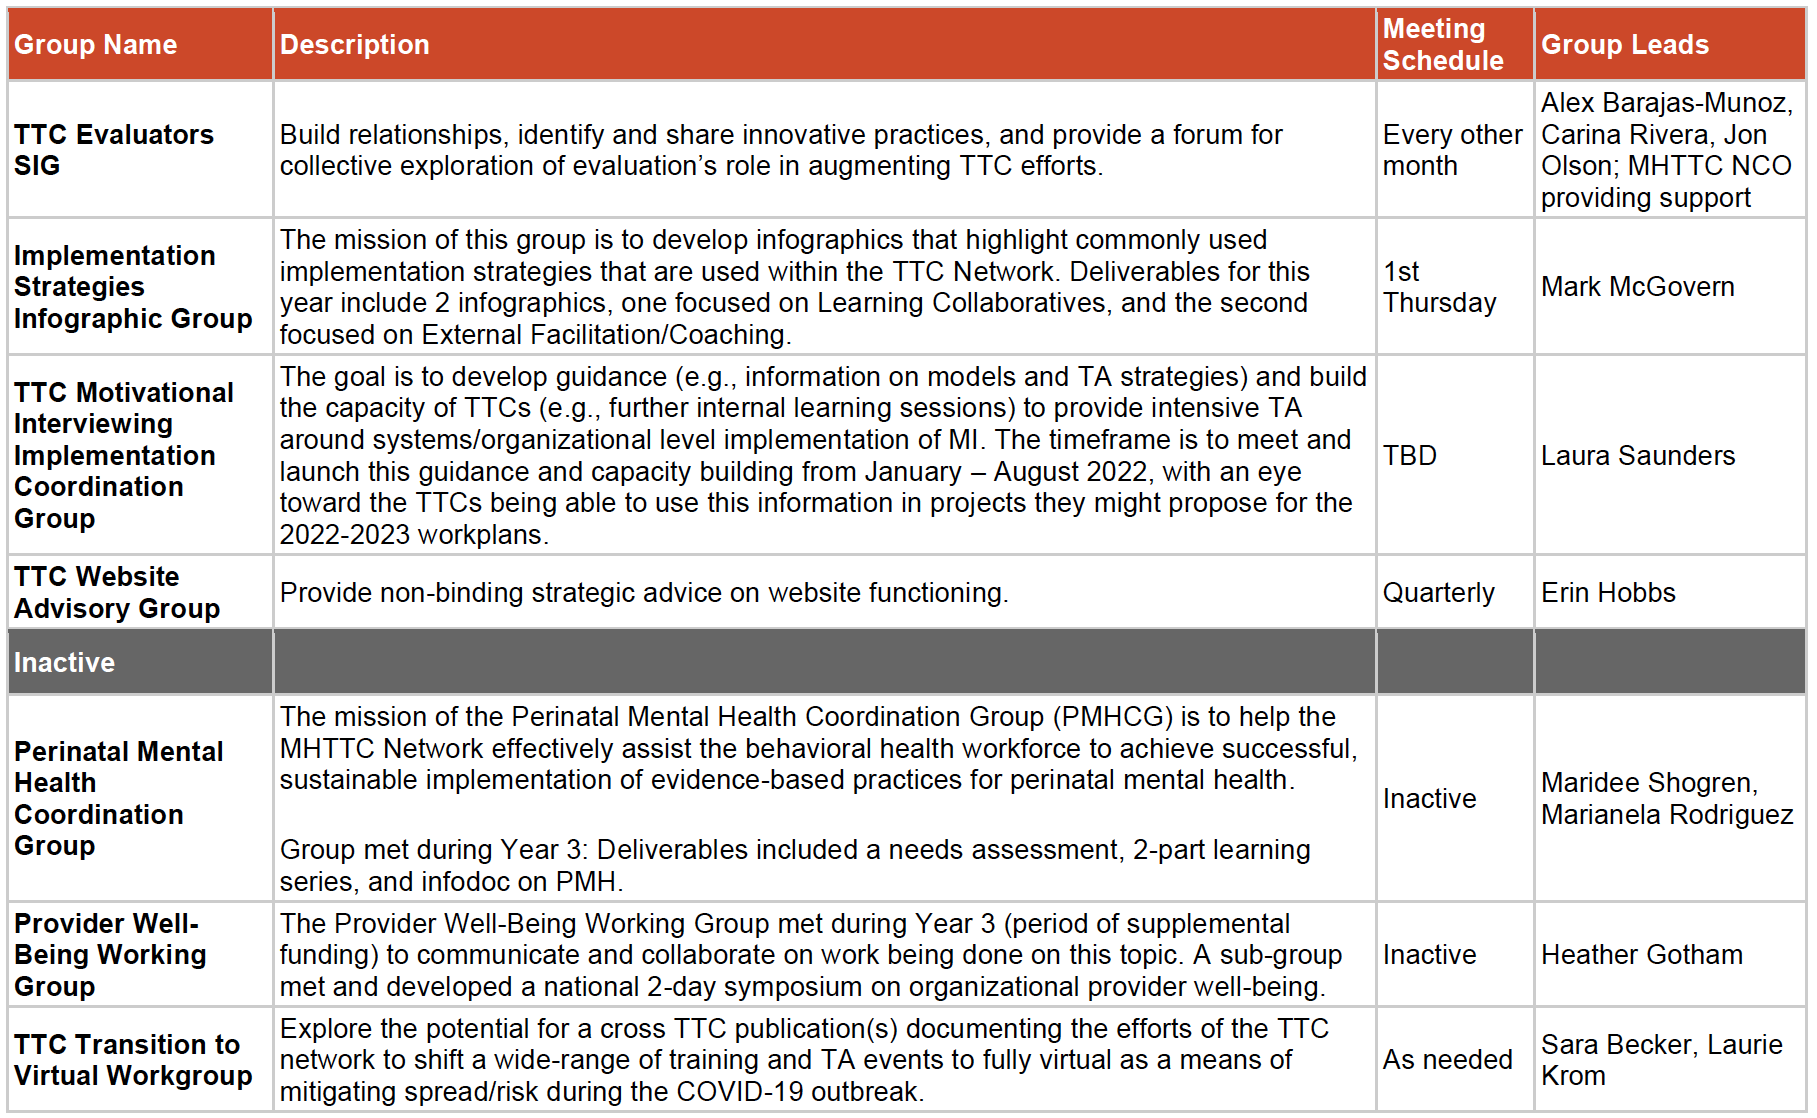 Group Name
Description
Meeting
Schedule
Group Leads
TTC Evaluators
SIG
Build relationships, identify and share innovative practices, and provide a forum for
collective exploration of evaluation’s role in augmenting TTC efforts.
Every other
month
Alex Barajas-Munoz,
Carina Rivera, Jon
Olson; MHTTC NCO
providing support
Implementation
Strategies
Infographic Group
The mission of this group is to develop infographics that highlight commonly used
implementation strategies that are used within the TTC Network. Deliverables for this
year include 2 infographics, one focused on Learning Collaboratives, and the second
focused on External Facilitation/Coaching.
1st
Thursday
Mark McGovern
TTC Motivational
Interviewing
Implementation
Coordination
Group
The goal is to develop guidance (e.g., information on models and TA strategies) and build
the capacity of TTCs (e.g., further internal learning sessions) to provide intensive TA
around systems/organizational level implementation of MI. The timeframe is to meet and
launch this guidance and capacity building from January – August 2022, with an eye
toward the TTCs being able to use this information in projects they might propose for the
2022-2023 workplans.
TBD
Laura Saunders
TTC Website
Advisory Group
Provide non-binding strategic advice on website functioning.
Quarterly
Erin Hobbs
Inactive
Perinatal Mental
Health
Coordination
Group
The mission of the Perinatal Mental Health Coordination Group (PMHCG) is to help the
MHTTC Network effectively assist the behavioral health workforce to achieve successful,
sustainable implementation of evidence-based practices for perinatal mental health.
Group met during Year 3: Deliverables included a needs assessment, 2-part learning
series, and infodoc on PMH.
Inactive
Maridee Shogren,
Marianela Rodriguez
Provider Well-
Being Working
Group
The Provider Well-Being Working Group met during Year 3 (period of supplemental
funding) to communicate and collaborate on work being done on this topic. A sub-group
met and developed a national 2-day symposium on organizational provider well-being.
Inactive
Heather Gotham
TTC Transition to
Virtual Workgroup
Explore the potential for a cross TTC publication(s) documenting the efforts of the TTC
network to shift a wide-range of training and TA events to fully virtual as a means of
mitigating spread/risk during the COVID-19 outbreak.
As needed
Sara Becker, Laurie
Krom